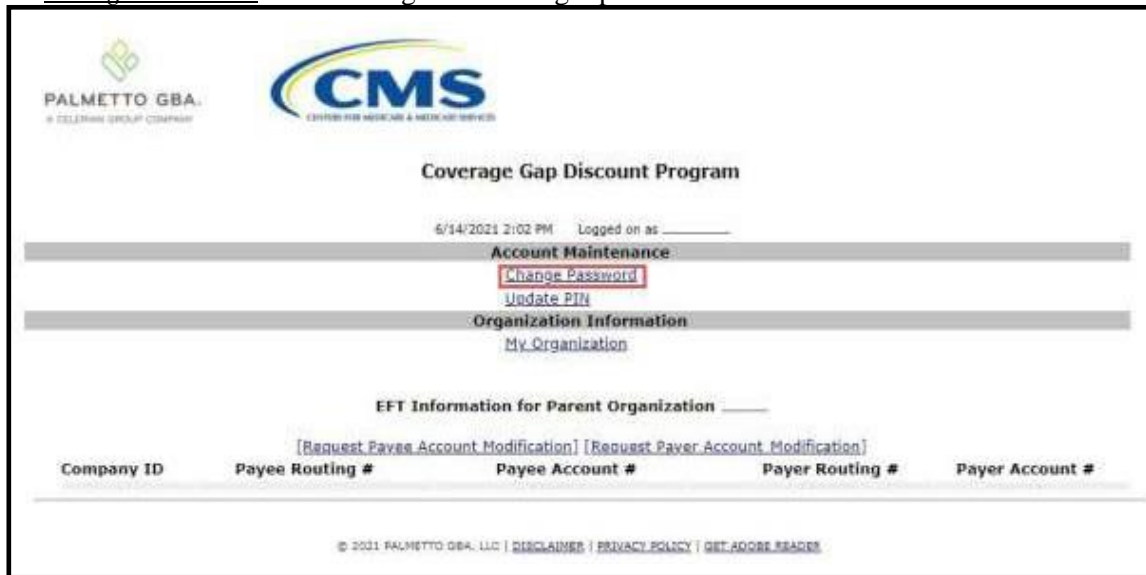 PALMETTO GBA.
A CELERIAN GROUP COMPANY
CMS
CENTERS FOR MEDICARE & MEDICAID SERVICES
Coverage Gap Discount Program
6/14/2021 2:02 PM Logged on as
Account Maintenance
Change Password
Update PIN
Organization Information
My Organization
EFT Information for Parent Organization
[Request Payee Account Modification] [Request Payer Account Modification]
Company ID Payee Routing # Payee Account # Payer Routing # Payer Account #
© 2021 PALMETTO GBA, LLC | DISCLAIMER | PRIVACY POLICY | GET ADOBE READER